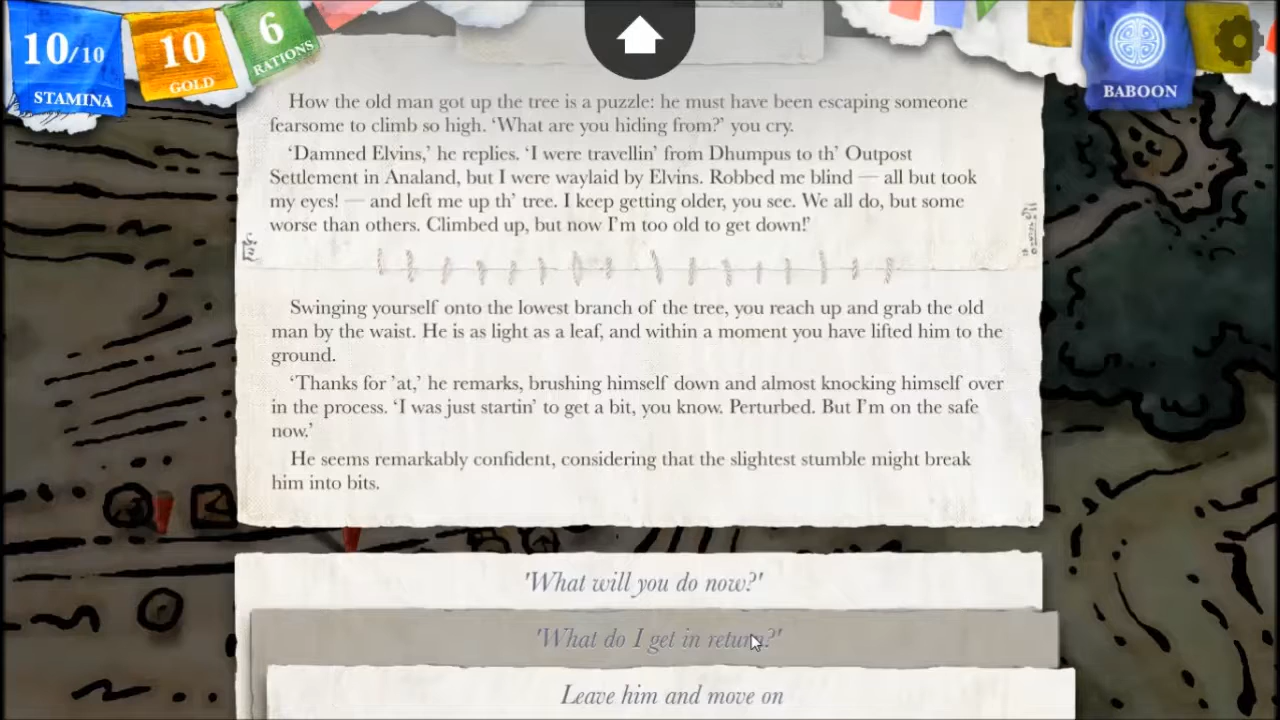 10/10
STAMINA
10
GOLD
6
RATIONS
BABOON
How the old man got up the tree is a puzzle: he must have been escaping someone
fearsome to climb so high. ‘What are you hiding from?’ you cry.
‘Damned Elvins,’ he replies. ‘I were travellin’ from Dhumpus to th’ Outpost
Settlement in Analand, but I were waylaid by Elvins. Robbed me blind — all but took
my eyes! — and left me up th’ tree. I keep getting older, you see. We all do, but some
worse than others. Climbed up, but now I’m too old to get down!’
Swinging yourself onto the lowest branch of the tree, you reach up and grab the old
man by the waist. He is as light as a leaf, and within a moment you have lifted him to the
ground.
‘Thanks for ’at,’ he remarks, brushing himself down and almost knocking himself over
in the process. ‘I was just startin’ to get a bit, you know. Perturbed. But I’m on the safe
now.’
He seems remarkably confident, considering that the slightest stumble might break
him into bits.
'What will you do now?'
'What do I get in return?'
Leave him and move on